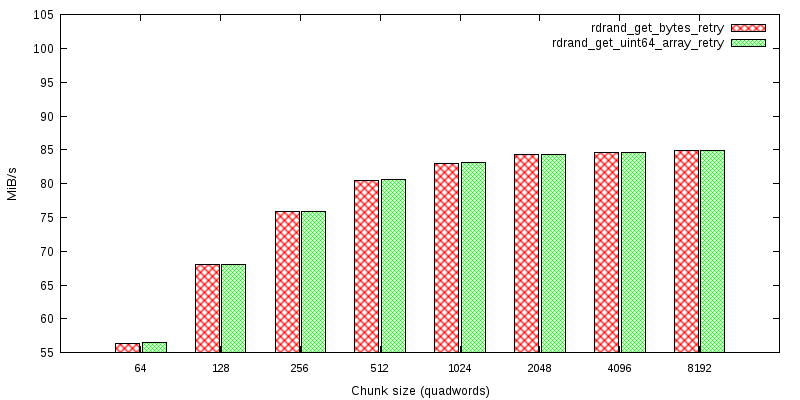 105
100
95
90
85
80
75
70
65
60
55
MiB/s
rdrand_get_bytes_retry
rdrand_get_uint64_array_retry
64 128 256 512 1024 2048 4096 8192
Chunk size (quadwords)